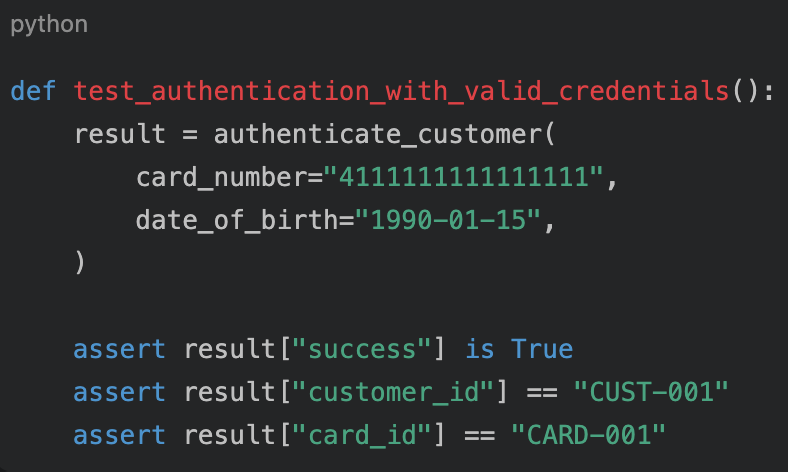 python
def test_authentication_with_valid_credentials():
    result = authenticate_customer(
        card_number="4111111111111111",
        date_of_birth="1990-01-15",
    )
    assert result["success"] is True
    assert result["customer_id"] == "CUST-001"
    assert result["card_id"] == "CARD-001"